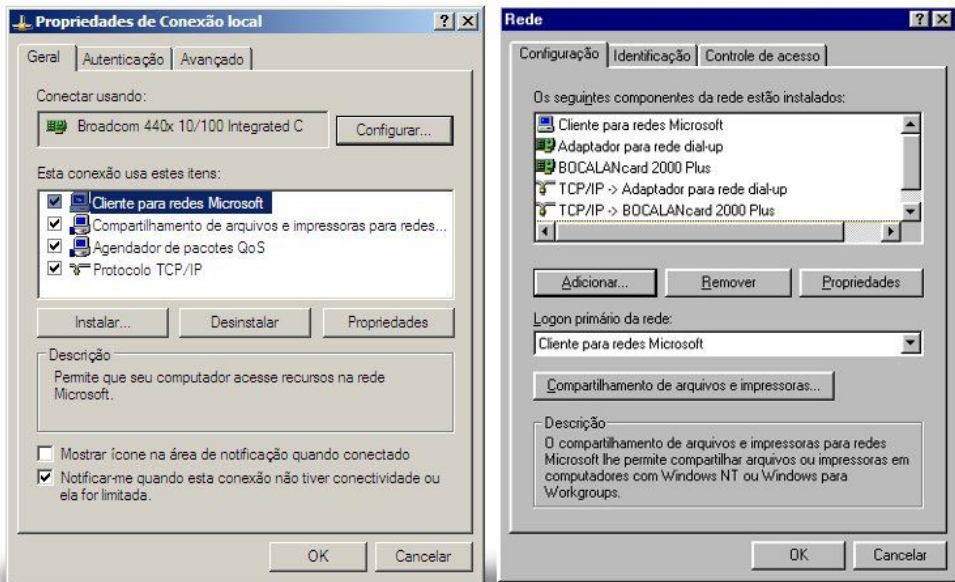 Propriedades de Conexão local
Geral
Autenticação
Avançado
Conectar usando:
Broadcom 440x 10/100 Integrated C
Configurar...
Esta conexão usa estes itens:
Cliente para redes Microsoft
Compartilhamento de arquivos e impressoras para redes...
Agendador de pacotes QoS
Protocolo TCP/IP
Instalar...
Desinstalar
Propriedades
Descrição
Permite que seu computador acesse recursos na rede
Microsoft.
Mostrar ícone na área de notificação quando conectado
Notificar-me quando esta conexão não tiver conectividade ou
ela for limitada.
OK
Cancelar
Rede
Configuração
Identificação
Controle de acesso
Os seguintes componentes da rede estão instalados:
Cliente para redes Microsoft
Adaptador para rede dial-up
BOCALANcard 2000 Plus
TCP/IP -> Adaptador para rede dial-up
TCP/IP -> BOCALANcard 2000 Plus
Adicionar...
Remover
Propriedades
Logon primário da rede:
Cliente para redes Microsoft
Compartilhamento de arquivos e impressoras...
Descrição
O compartilhamento de arquivos e impressoras para redes
Microsoft lhe permite compartilhar arquivos ou impressoras em
computadores com Windows NT ou Windows para
Workgroups.
OK
Cancelar